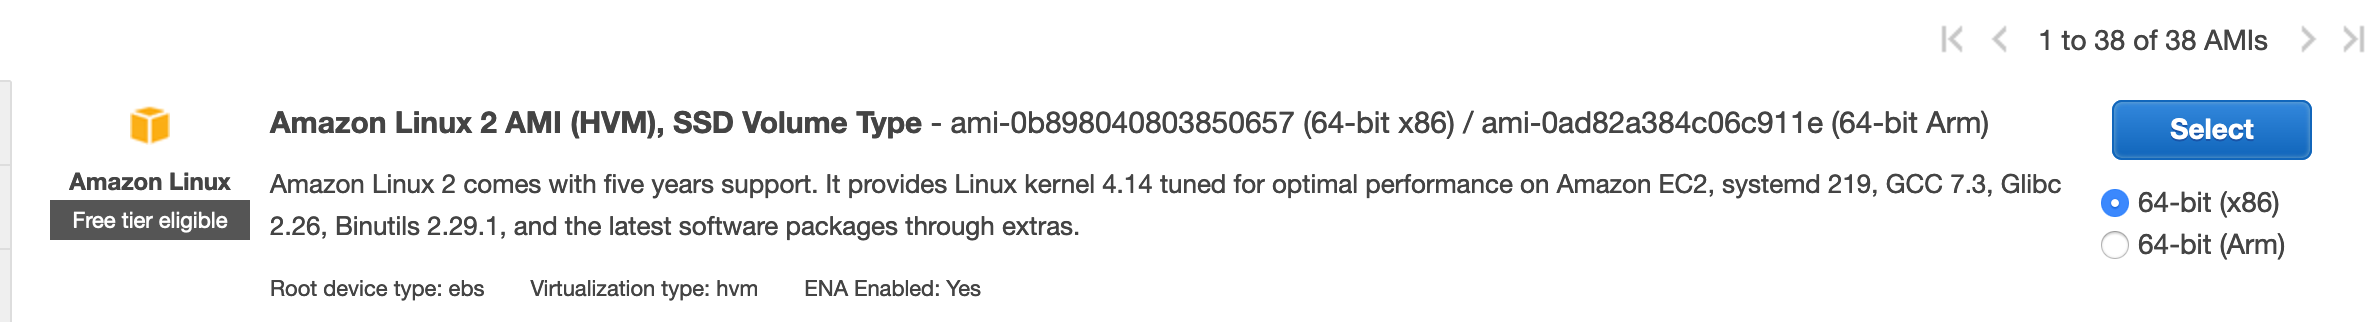 1 to 38 of 38 AMIs
Amazon Linux
Free tier eligible
Amazon Linux 2 AMI (HVM), SSD Volume Type - ami-0b898040803850657 (64-bit x86) / ami-0ad82a384c06c911e (64-bit Arm)
Amazon Linux 2 comes with five years support. It provides Linux kernel 4.14 tuned for optimal performance on Amazon EC2, systemd 219, GCC 7.3, Glibc
2.26, Binutils 2.29.1, and the latest software packages through extras.
Root device type: ebs Virtualization type: hvm ENA Enabled: Yes
Select
64-bit (x86)
64-bit (Arm)